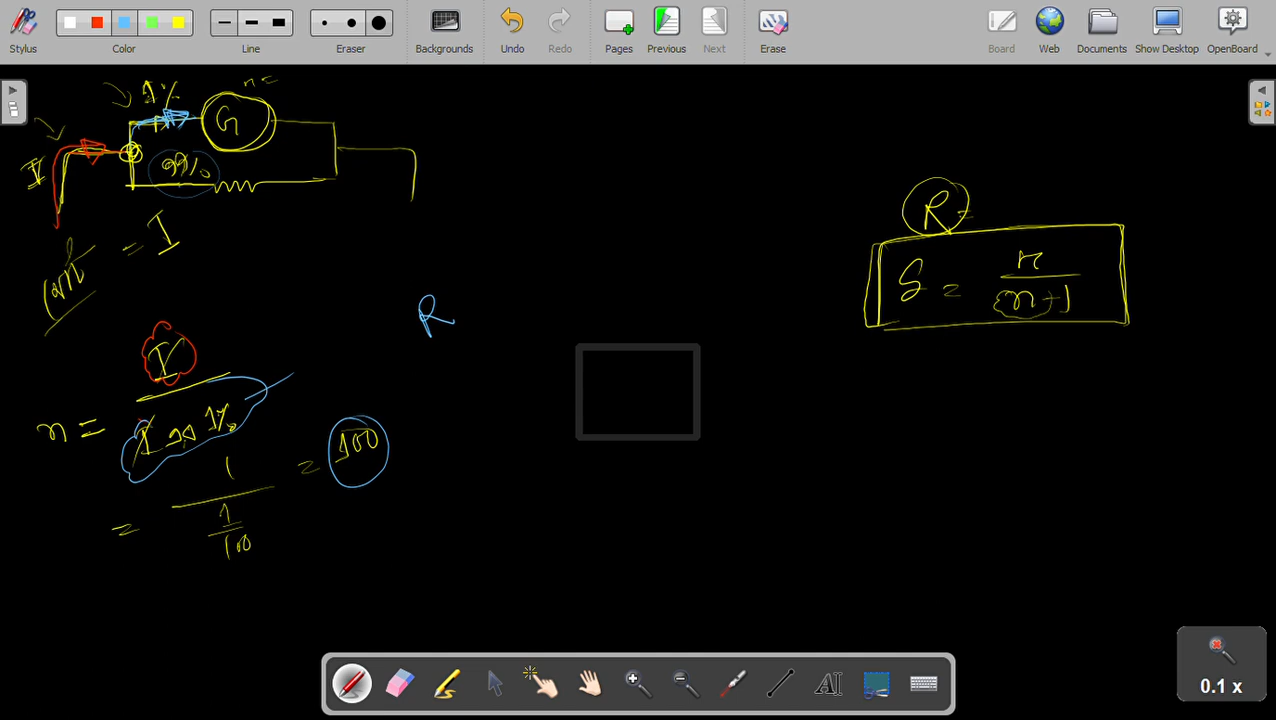 Stylus Color Line Eraser Backgrounds Undo Redo Pages Previous Next Erase Board Web Documents Show Desktop OpenBoard
1% n =
G
I 99%
= I
R =
S = r / n-1
R
I
n = I এর 1%
= 1 / 1/100 = 100
0.1 x